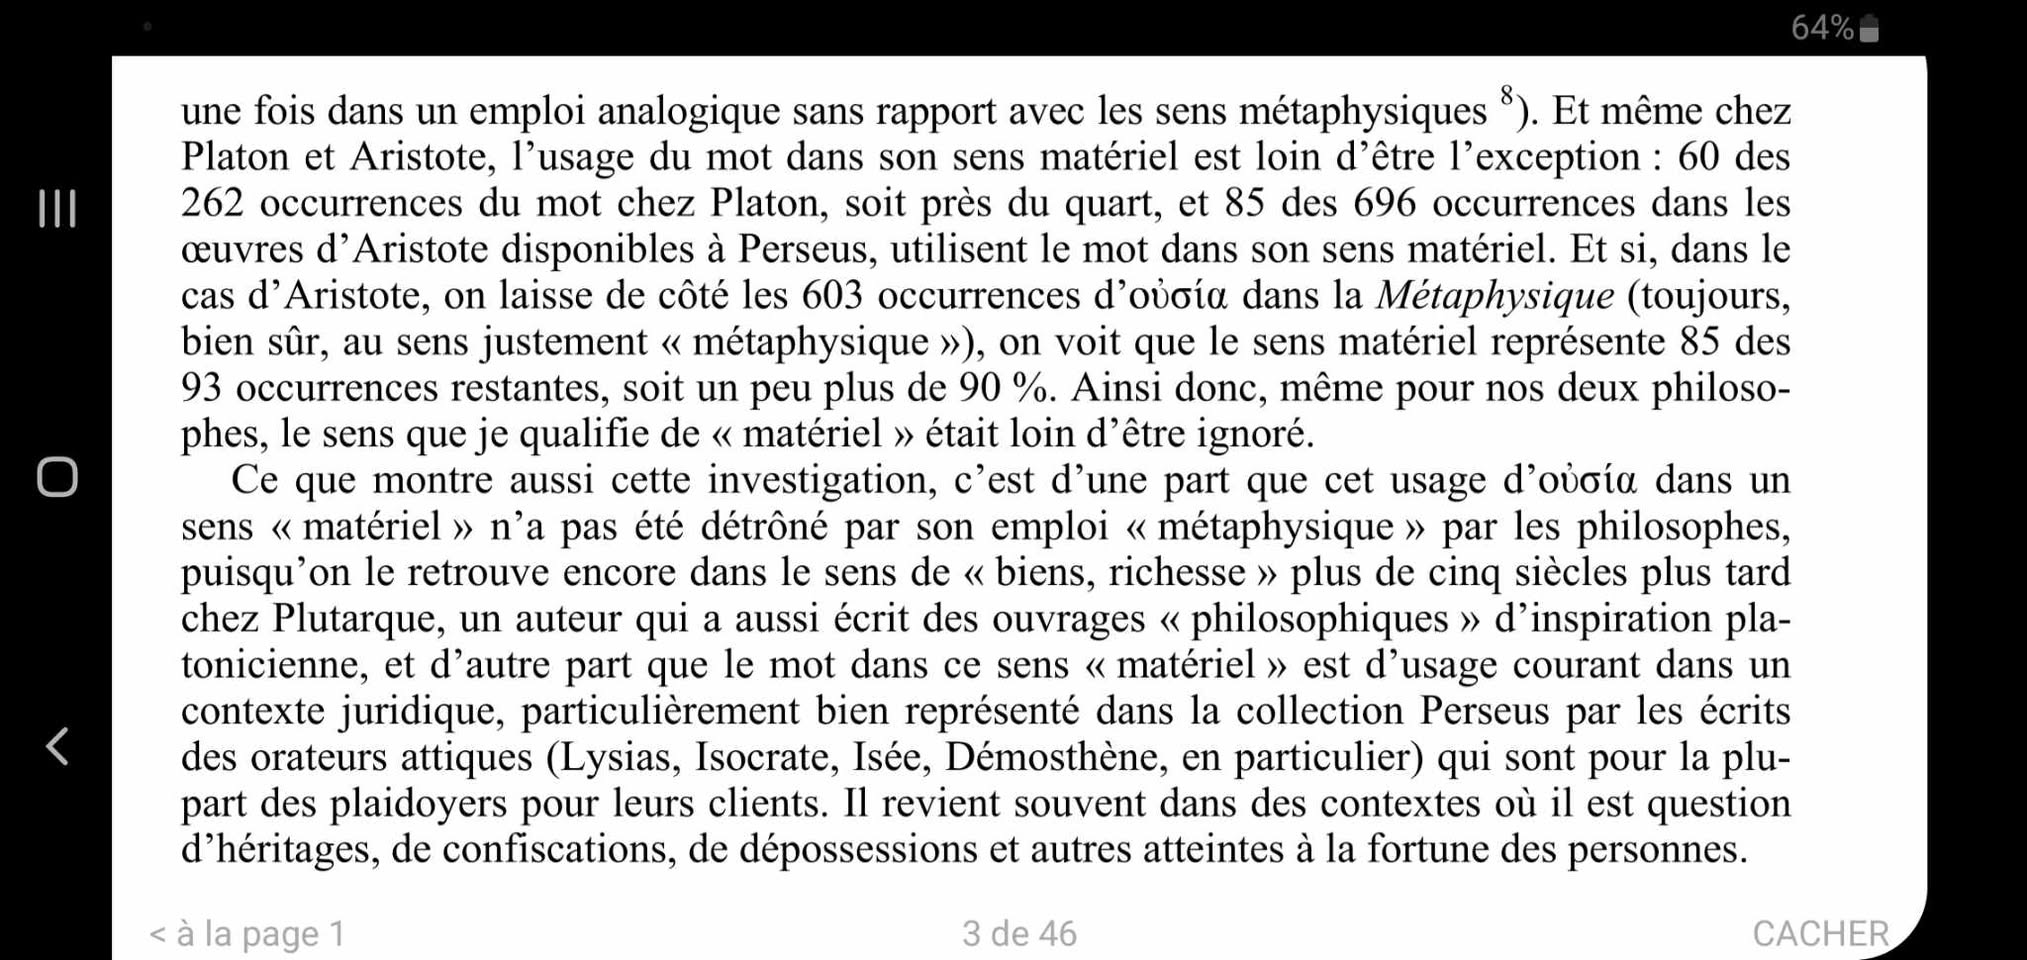 64%
une fois dans un emploi analogique sans rapport avec les sens métaphysiques ⁸). Et même chez
Platon et Aristote, l’usage du mot dans son sens matériel est loin d’être l’exception : 60 des
262 occurrences du mot chez Platon, soit près du quart, et 85 des 696 occurrences dans les
œuvres d’Aristote disponibles à Perseus, utilisent le mot dans son sens matériel. Et si, dans le
cas d’Aristote, on laisse de côté les 603 occurrences d’οὐσία dans la Métaphysique (toujours,
bien sûr, au sens justement « métaphysique »), on voit que le sens matériel représente 85 des
93 occurrences restantes, soit un peu plus de 90 %. Ainsi donc, même pour nos deux philoso-
phes, le sens que je qualifie de « matériel » était loin d’être ignoré.
Ce que montre aussi cette investigation, c’est d’une part que cet usage d’οὐσία dans un
sens « matériel » n’a pas été détrôné par son emploi « métaphysique » par les philosophes,
puisqu’on le retrouve encore dans le sens de « biens, richesse » plus de cinq siècles plus tard
chez Plutarque, un auteur qui a aussi écrit des ouvrages « philosophiques » d’inspiration pla-
tonicienne, et d’autre part que le mot dans ce sens « matériel » est d’usage courant dans un
contexte juridique, particulièrement bien représenté dans la collection Perseus par les écrits
des orateurs attiques (Lysias, Isocrate, Isée, Démosthène, en particulier) qui sont pour la plu-
part des plaidoyers pour leurs clients. Il revient souvent dans des contextes où il est question
d’héritages, de confiscations, de dépossessions et autres atteintes à la fortune des personnes.
< à la page 1
3 de 46
CACHER